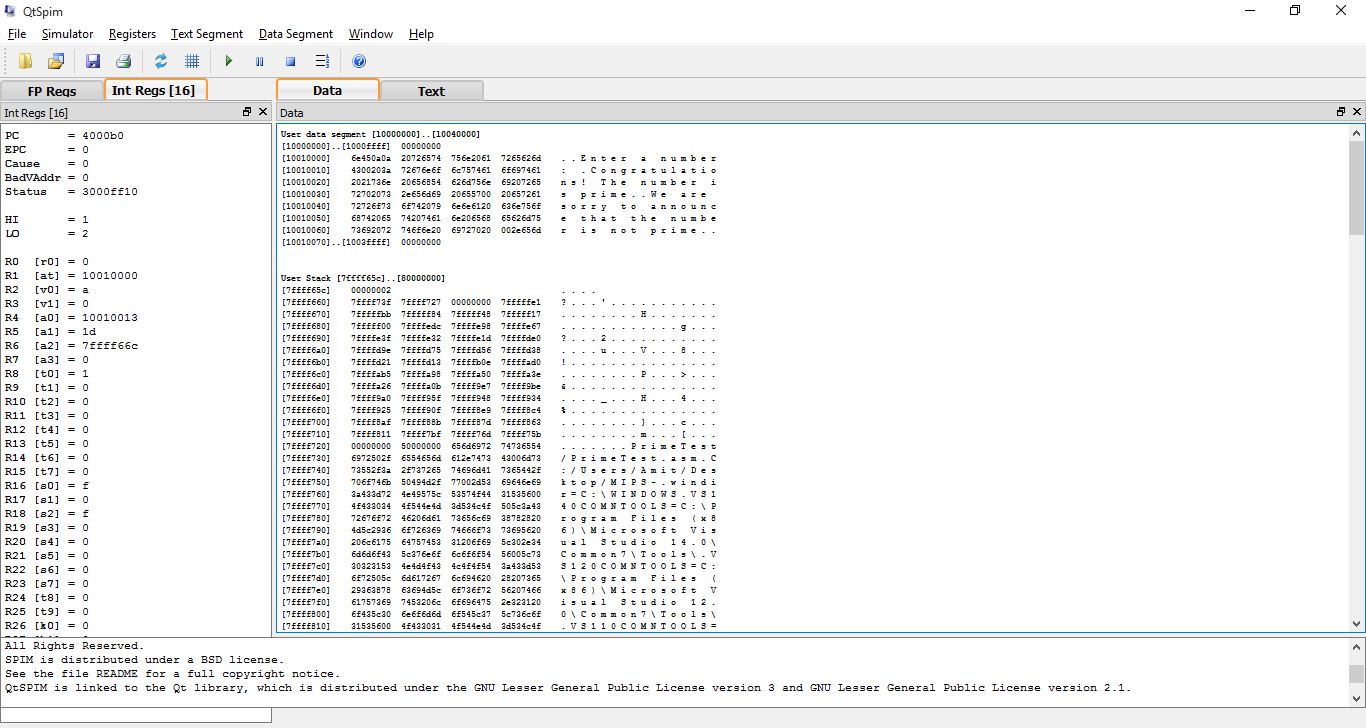 QtSpim
File Simulator Registers Text Segment Data Segment Window Help
FP Regs Int Regs [16] Data Text
Int Regs [16]
PC = 4000b0
EPC = 0
Cause = 0
BadVAddr = 0
Status = 3000ff10
HI = 1
LO = 2
R0 [r0] = 0
R1 [at] = 10010000
R2 [v0] = a
R3 [v1] = 0
R4 [a0] = 10010013
R5 [a1] = 1d
R6 [a2] = 7ffff66c
R7 [a3] = 0
R8 [t0] = 1
R9 [t1] = 0
R10 [t2] = 0
R11 [t3] = 0
R12 [t4] = 0
R13 [t5] = 0
R14 [t6] = 0
R15 [t7] = 0
R16 [s0] = f
R17 [s1] = 0
R18 [s2] = f
R19 [s3] = 0
R20 [s4] = 0
R21 [s5] = 0
R22 [s6] = 0
R23 [s7] = 0
R24 [t8] = 0
R25 [t9] = 0
R26 [k0] = 0
Data
User data segment [10000000]..[10040000]
[10000000]..[1000ffff] 00000000
[10010000] 6e450a0a 20726574 756e2061 7265626d . . E n t e r a n u m b e r
[10010010] 4300203a 72676e6f 6c757461 6f697461 : . C o n g r a t u l a t i o
[10010020] 2021736e 20656854 626d756e 69207265 n s ! T h e n u m b e r i
[10010030] 72702073 2e656d69 20655700 20657261 s p r i m e . . W e a r e
[10010040] 72726f73 6f742079 6e6e6120 636e756f s o r r y t o a n n o u n c
[10010050] 68742065 74207461 6e206568 65626d75 e t h a t t h e n u m b e
[10010060] 73692072 746f6e20 69727020 002e656d r i s n o t p r i m e . .
[10010070]..[1003ffff] 00000000
User Stack [7ffff65c]..[80000000]
[7ffff65c] 00000002 . . . .
[7ffff660] 7ffff73f 7ffff727 00000000 7fffffe1 ? . . . ' . . . . . . . . . . .
[7ffff670] 7fffffbb 7fffff84 7fffff48 7fffff17 . . . . . . . . H . . . . . . .
[7ffff680] 7fffff00 7ffffedc 7ffffe98 7ffffe67 . . . . . . . . . . . . g . . .
[7ffff690] 7ffffe3f 7ffffe32 7ffffe1d 7ffffde0 ? . . . 2 . . . . . . . . . . .
[7ffff6a0] 7ffffd9e 7ffffd75 7ffffd56 7ffffd38 . . . . u . . . V . . . 8 . . .
[7ffff6b0] 7ffffd21 7ffffd13 7ffffb0e 7ffffad0 ! . . . . . . . . . . . . . . .
[7ffff6c0] 7ffffab5 7ffffa98 7ffffa50 7ffffa3e . . . . . . . . P . . . > . . .
[7ffff6d0] 7ffffa26 7ffffa0b 7ffff9e7 7ffff9be & . . . . . . . . . . . . . . .
[7ffff6e0] 7ffff9a0 7ffff95f 7ffff948 7ffff934 . . . . _ . . . H . . . 4 . . .
[7ffff6f0] 7ffff925 7ffff90f 7ffff8e9 7ffff8c4 % . . . . . . . . . . . . . . .
[7ffff700] 7ffff8af 7ffff88b 7ffff87d 7ffff863 . . . . . . . . } . . . c . . .
[7ffff710] 7ffff811 7ffff7bf 7ffff76d 7ffff75b . . . . . . . . m . . . [ . . .
[7ffff720] 00000000 50000000 656d6972 74736554 . . . . . . . P r i m e T e s t
[7ffff730] 6972502f 6554656d 612e7473 43006d73 / P r i m e T e s t . a s m . C
[7ffff740] 73552f3a 2f737265 74696d41 7365442f : / U s e r s / A m i t / D e s
[7ffff750] 706f746b 50494d2f 77002d53 69646e69 k t o p / M I P S - . w i n d i
[7ffff760] 3a433d72 4e49575c 53574f44 31535600 r = C : \ W I N D O W S . V S 1
[7ffff770] 4f433034 4f544e4d 3d534c4f 505c3a43 4 0 C O M N T O O L S = C : \ P
[7ffff780] 72676f72 46206d61 73656c69 38782820 r o g r a m F i l e s ( x 8
[7ffff790] 4d5c2936 6f726369 74666f73 73695620 6 ) \ M i c r o s o f t V i s
[7ffff7a0] 206c6175 64757453 31206f69 5c302e34 u a l S t u d i o 1 4 . 0 \
[7ffff7b0] 6d6d6f43 5c376e6f 6c6f6f54 56005c73 C o m m o n 7 \ T o o l s \ . V
[7ffff7c0] 30323153 4e4d4f43 4c4f4f54 3a433d53 S 1 2 0 C O M N T O O L S = C :
[7ffff7d0] 6f72505c 6d617267 6c694620 28207365 \ P r o g r a m F i l e s (
[7ffff7e0] 29363878 63694d5c 6f736f72 56207466 x 8 6 ) \ M i c r o s o f t V
[7ffff7f0] 61757369 7453206c 6f696475 2e323120 i s u a l S t u d i o 1 2 .
[7ffff800] 6f435c30 6e6f6d6d 6f545c37 5c736c6f 0 \ C o m m o n 7 \ T o o l s \
[7ffff810] 31535600 4f433031 4f544e4d 3d534c4f . V S 1 1 0 C O M N T O O L S =
All Rights Reserved.
SPIM is distributed under a BSD license.
See the file README for a full copyright notice.
QtSPIM is linked to the Qt library, which is distributed under the GNU Lesser General Public License version 3 and GNU Lesser General Public License version 2.1.